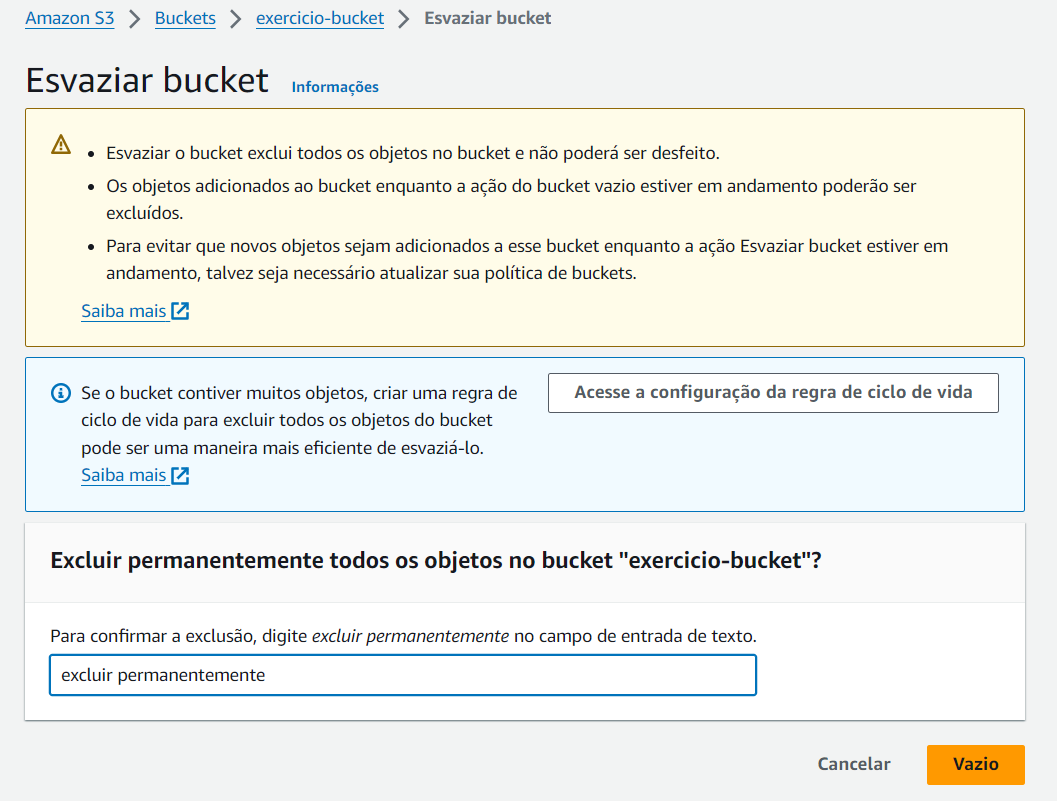 Amazon S3 > Buckets > exercicio-bucket > Esvaziar bucket
Esvaziar bucket Informações
• Esvaziar o bucket exclui todos os objetos no bucket e não poderá ser desfeito.
• Os objetos adicionados ao bucket enquanto a ação do bucket vazio estiver em andamento poderão ser
excluídos.
• Para evitar que novos objetos sejam adicionados a esse bucket enquanto a ação Esvaziar bucket estiver em
andamento, talvez seja necessário atualizar sua política de buckets.
Saiba mais
Se o bucket contiver muitos objetos, criar uma regra de
ciclo de vida para excluir todos os objetos do bucket
pode ser uma maneira mais eficiente de esvaziá-lo.
Saiba mais
Acesse a configuração da regra de ciclo de vida
Excluir permanentemente todos os objetos no bucket "exercicio-bucket"?
Para confirmar a exclusão, digite excluir permanentemente no campo de entrada de texto.
excluir permanentemente
Cancelar
Vazio